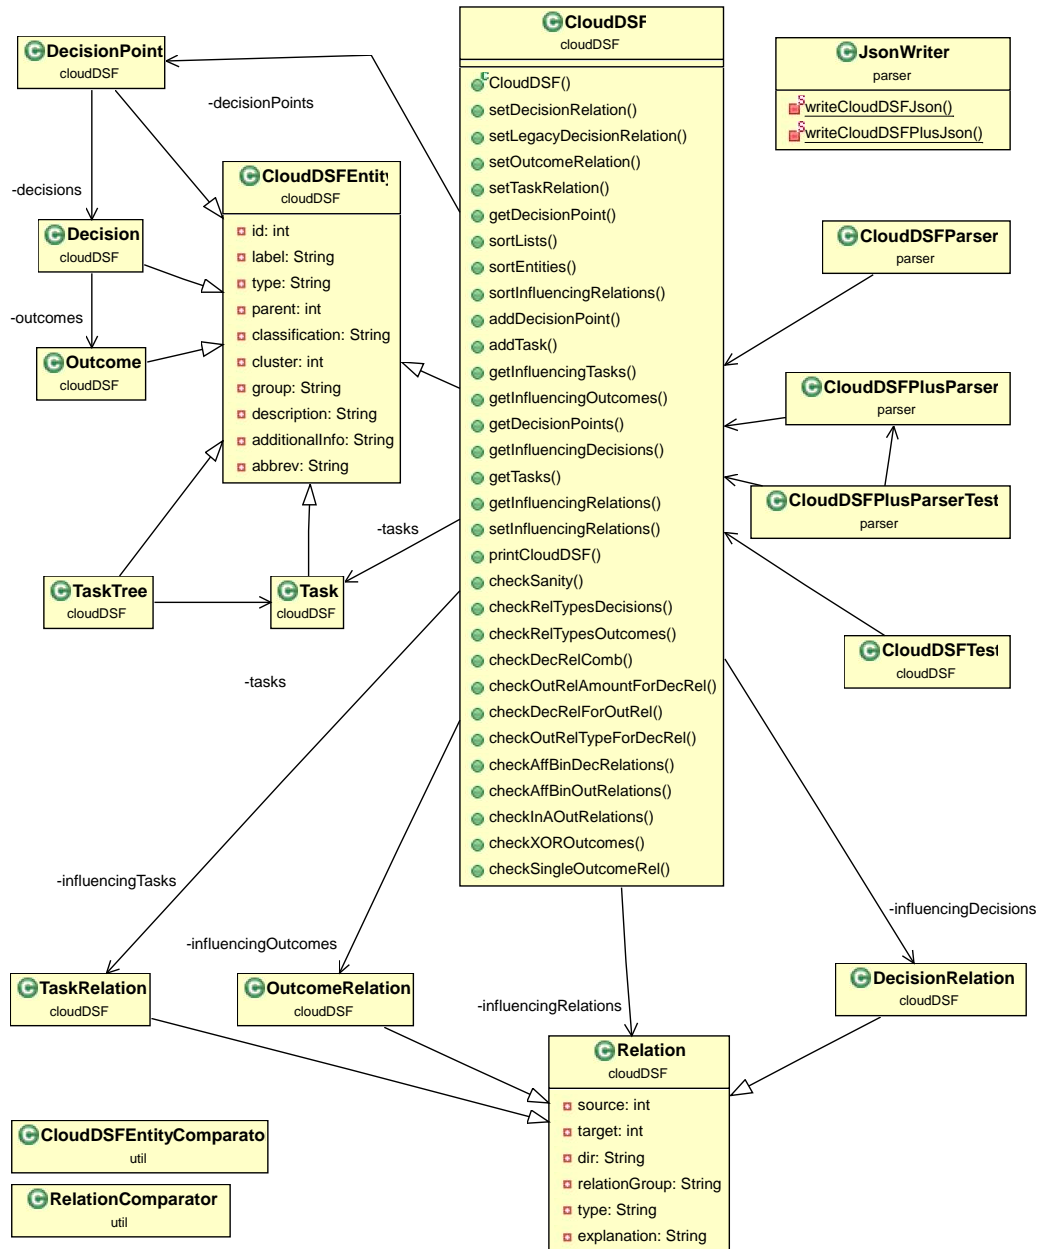 DecisionPoint
cloudDSF
-decisionPoints
-decisions
Decision
cloudDSF
-outcomes
Outcome
cloudDSF
CloudDSFEntity
cloudDSF
id: int
label: String
type: String
parent: int
classification: String
cluster: int
group: String
description: String
additionalInfo: String
abbrev: String
TaskTree
cloudDSF
Task
cloudDSF
-tasks
-tasks
CloudDSF
cloudDSF
CloudDSF()
setDecisionRelation()
setLegacyDecisionRelation()
setOutcomeRelation()
setTaskRelation()
getDecisionPoint()
sortLists()
sortEntities()
sortInfluencingRelations()
addDecisionPoint()
addTask()
getInfluencingTasks()
getInfluencingOutcomes()
getDecisionPoints()
getInfluencingDecisions()
getTasks()
getInfluencingRelations()
setInfluencingRelations()
printCloudDSF()
checkSanity()
checkRelTypesDecisions()
checkRelTypesOutcomes()
checkDecRelComb()
checkOutRelAmountForDecRel()
checkDecRelForOutRel()
checkOutRelTypeForDecRel()
checkAffBinDecRelations()
checkAffBinOutRelations()
checkInAOutRelations()
checkXOROutcomes()
checkSingleOutcomeRel()
JsonWriter
parser
writeCloudDSFJson()
writeCloudDSFPlusJson()
CloudDSFParser
parser
CloudDSFPlusParser
parser
CloudDSFPlusParserTest
parser
CloudDSFTest
cloudDSF
-influencingTasks
-influencingOutcomes
-influencingRelations
-influencingDecisions
TaskRelation
cloudDSF
OutcomeRelation
cloudDSF
DecisionRelation
cloudDSF
Relation
cloudDSF
source: int
target: int
dir: String
relationGroup: String
type: String
explanation: String
CloudDSFEntityComparato
util
RelationComparator
util